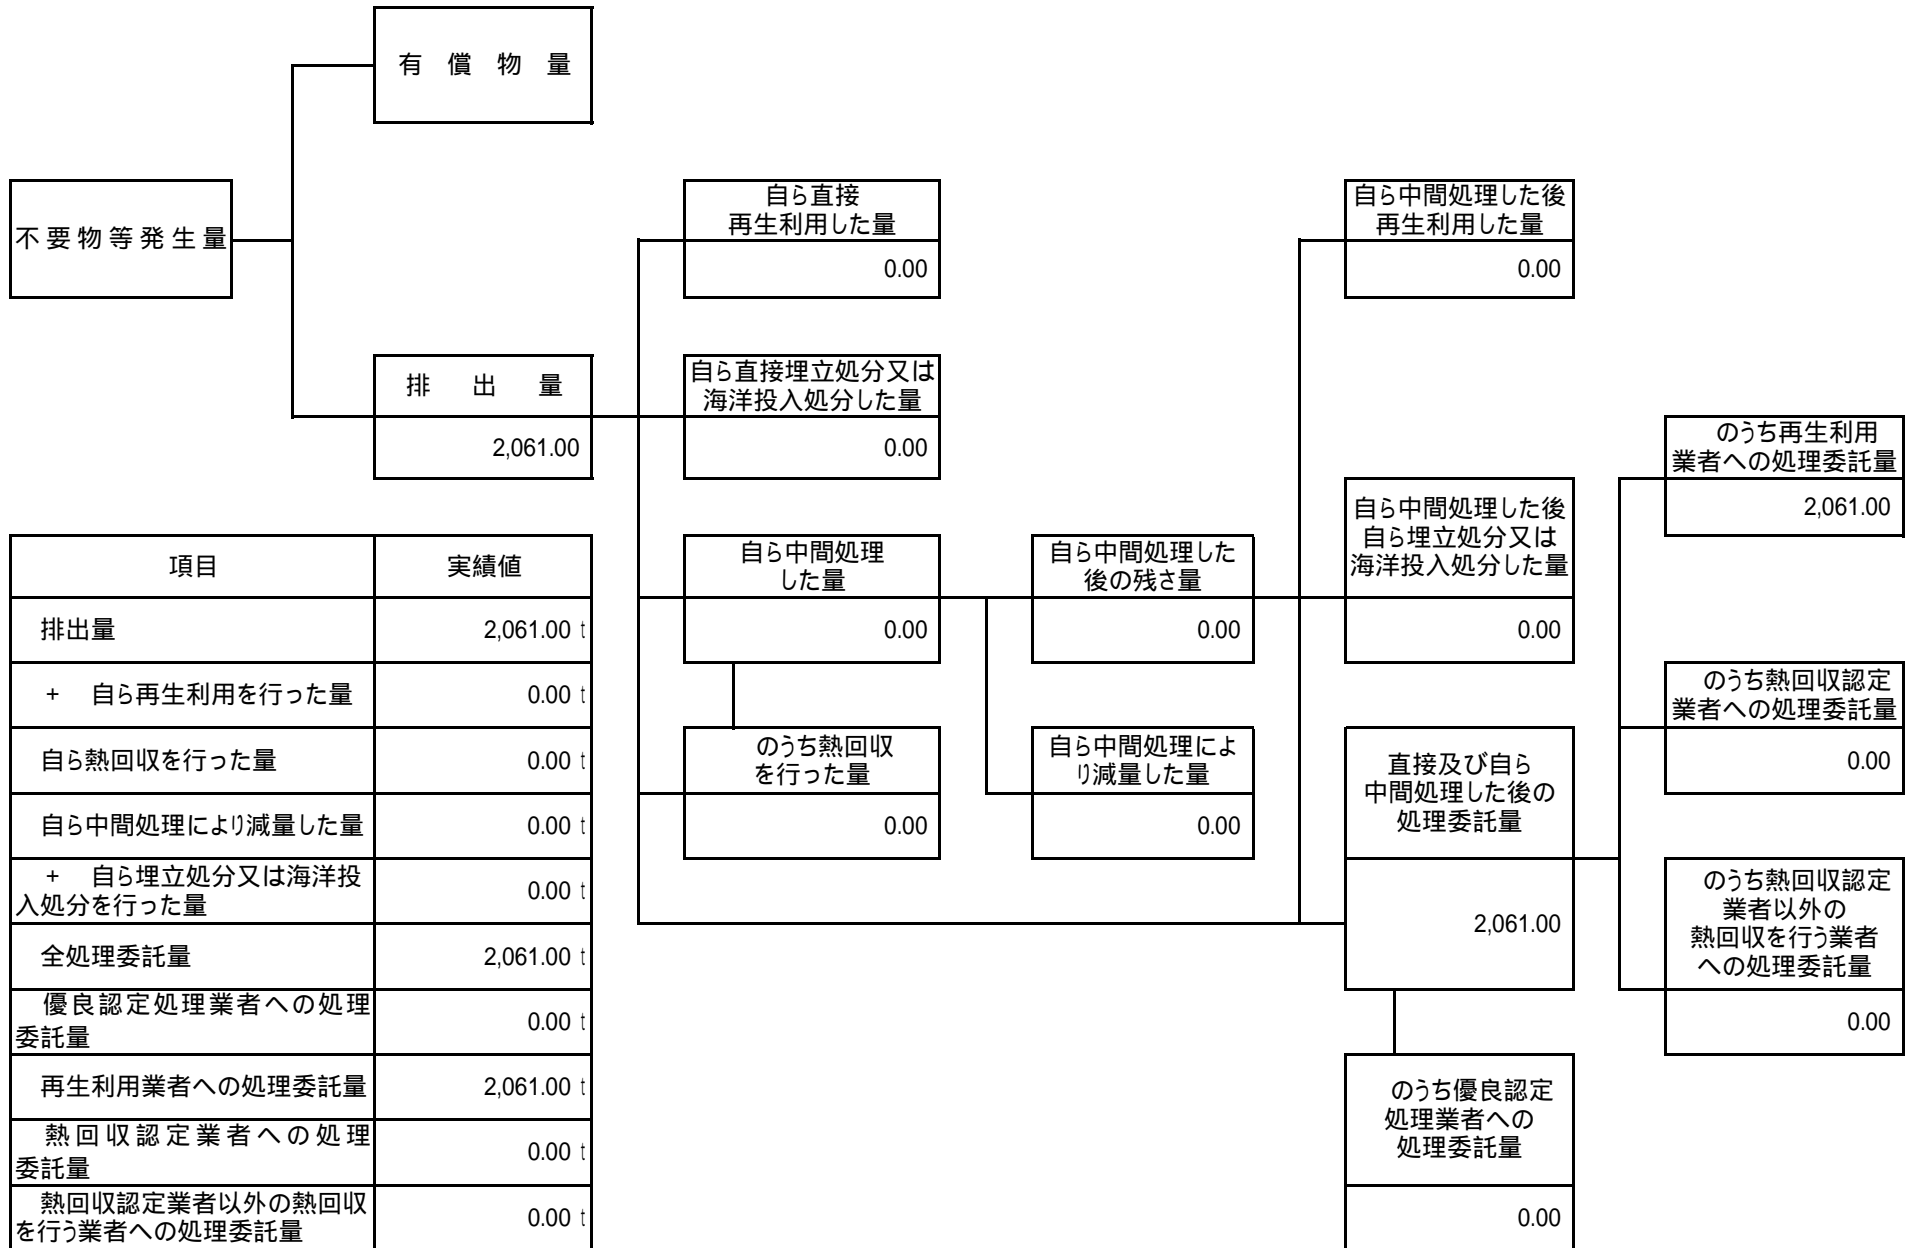 有償物量
不要物等発生量
自ら直接
再生利用した量
0.00
自ら中間処理した後
再生利用した量
0.00
排出量
2,061.00
自ら直接埋立処分又は
海洋投入処分した量
0.00
のうち再生利用
業者への処理委託量
2,061.00
自ら中間処理
した量
0.00
自ら中間処理した
後の残さ量
0.00
自ら中間処理した後
自ら埋立処分又は
海洋投入処分した量
0.00
のうち熱回収認定
業者への処理委託量
0.00
のうち熱回収
を行った量
0.00
自ら中間処理によ
り減量した量
0.00
直接及び自ら
中間処理した後の
処理委託量
2,061.00
のうち熱回収認定
業者以外の
熱回収を行う業者
への処理委託量
0.00
のうち優良認定
処理業者への
処理委託量
0.00
項目 実績値
排出量 2,061.00 t
+ 自ら再生利用を行った量 0.00 t
自ら熱回収を行った量 0.00 t
自ら中間処理により減量した量 0.00 t
+ 自ら埋立処分又は海洋投
入処分を行った量 0.00 t
全処理委託量 2,061.00 t
優良認定処理業者への処理
委託量 0.00 t
再生利用業者への処理委託量 2,061.00 t
熱回収認定業者への処理
委託量 0.00 t
熱回収認定業者以外の熱回収
を行う業者への処理委託量 0.00 t